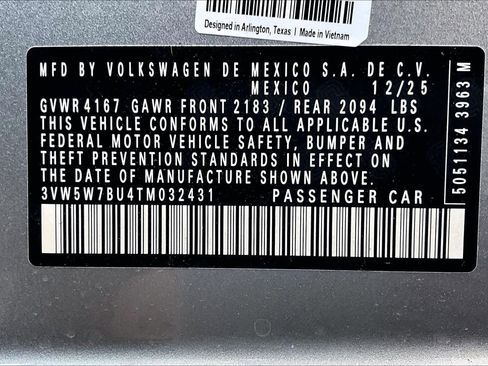 Designed in Arlington, Texas | Made in Vietnam
MFD BY VOLKSWAGEN DE MEXICO S.A. DE C.V.
MEXICO 12/25
GVWR 4167 GAWR FRONT 2183 / REAR 2094 LBS
THIS VEHICLE CONFORMS TO ALL APPLICABLE U.S.
FEDERAL MOTOR VEHICLE SAFETY, BUMPER AND
THEFT PREVENTION STANDARDS IN EFFECT ON
THE DATE OF MANUFACTURE SHOWN ABOVE.
3VW5W7BU4TM032431 PASSENGER CAR
5051134 3963 M